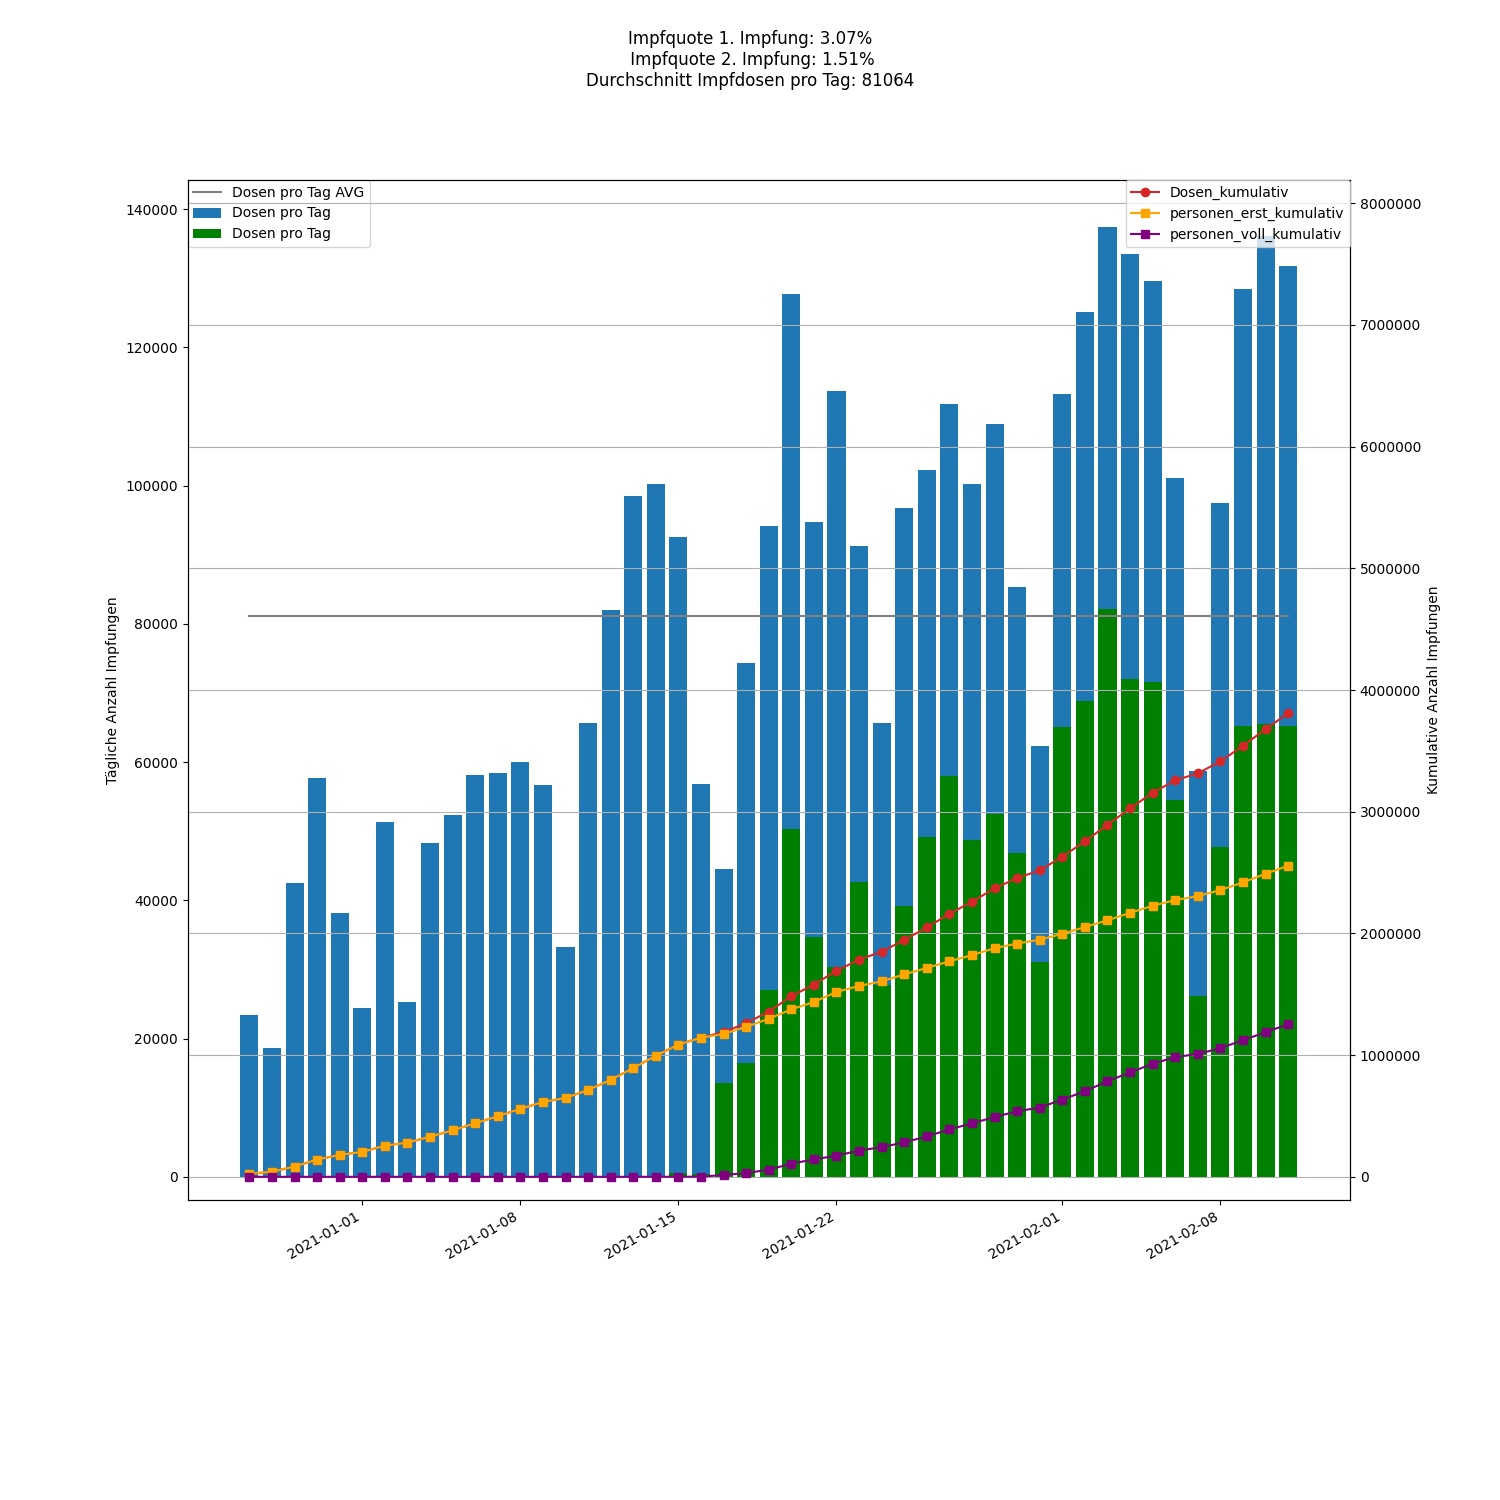 Impfquote 1. Impfung: 3.07%
Impfquote 2. Impfung: 1.51%
Durchschnitt Impfdosen pro Tag: 81064
Dosen pro Tag AVG
Dosen pro Tag
Dosen pro Tag
Dosen_kumulativ
personen_erst_kumulativ
personen_voll_kumulativ
Tägliche Anzahl Impfungen
140000
120000
100000
80000
60000
40000
20000
0
8000000
7000000
6000000
5000000
4000000
3000000
2000000
1000000
0
Kumulative Anzahl Impfungen
2021-01-01
2021-01-08
2021-01-15
2021-01-22
2021-02-01
2021-02-08